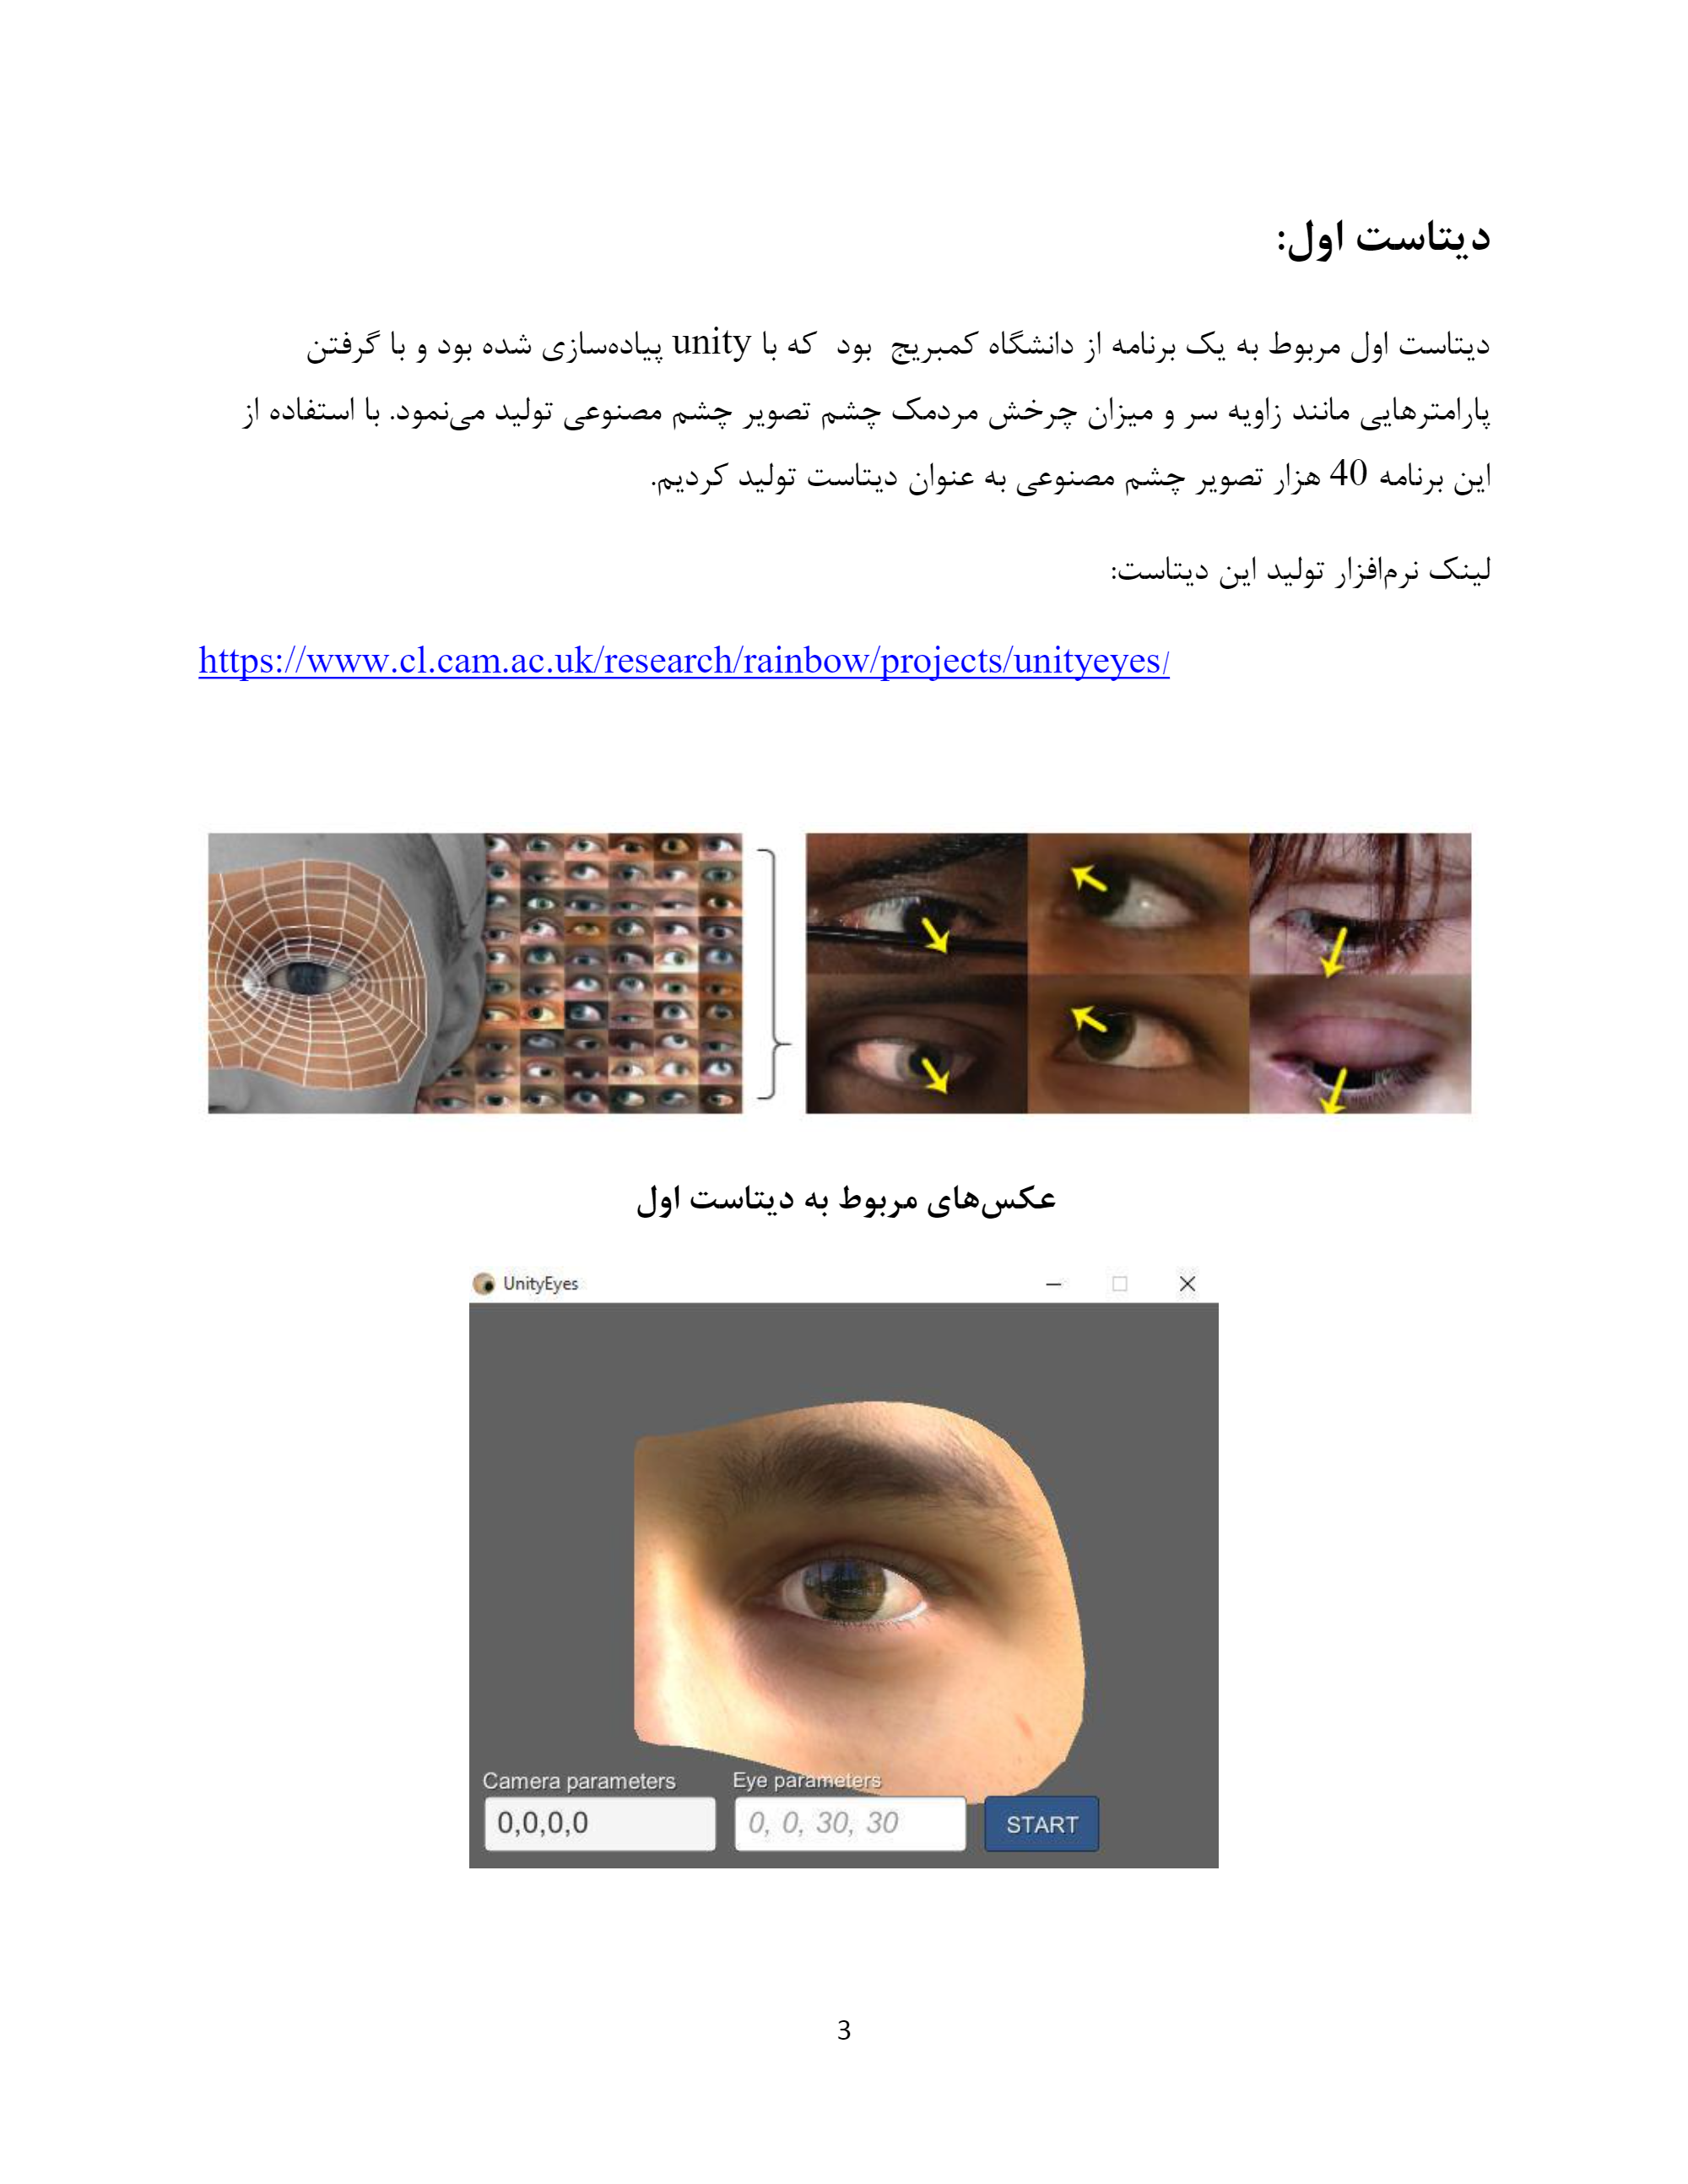 دیتاست اول:
دیتاست اول مربوط به یک برنامه از دانشگاه کمبریج بود که با unity پیاده‌سازی شده بود و با گرفتن
پارامترهایی مانند زاویه سر و میزان چرخش مردمک چشم تصویر چشم مصنوعی تولید می‌نمود. با استفاده از
این برنامه 40 هزار تصویر چشم مصنوعی به عنوان دیتاست تولید کردیم.
لینک نرم‌افزار تولید این دیتاست:
https://www.cl.cam.ac.uk/research/rainbow/projects/unityeyes/
عکس‌های مربوط به دیتاست اول
UnityEyes
Camera parameters Eye parameters
0,0,0,0 0, 0, 30, 30 START
3